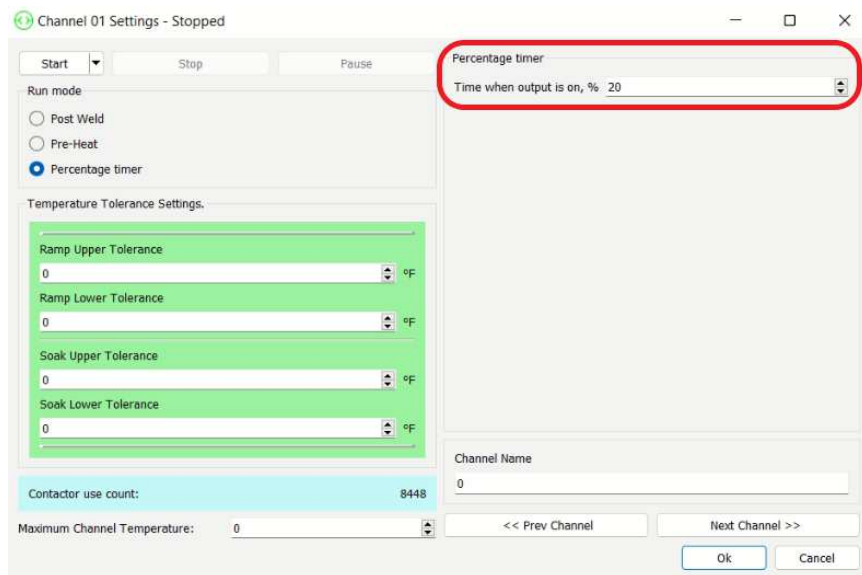 Channel 01 Settings - Stopped
Start
Stop
Pause
Run mode
Post Weld
Pre-Heat
Percentage timer
Temperature Tolerance Settings.
Ramp Upper Tolerance
0 ºF
Ramp Lower Tolerance
0 ºF
Soak Upper Tolerance
0 ºF
Soak Lower Tolerance
0 ºF
Contactor use count: 8448
Maximum Channel Temperature: 0
Percentage timer
Time when output is on, % 20
Channel Name
0
<< Prev Channel
Next Channel >>
Ok
Cancel